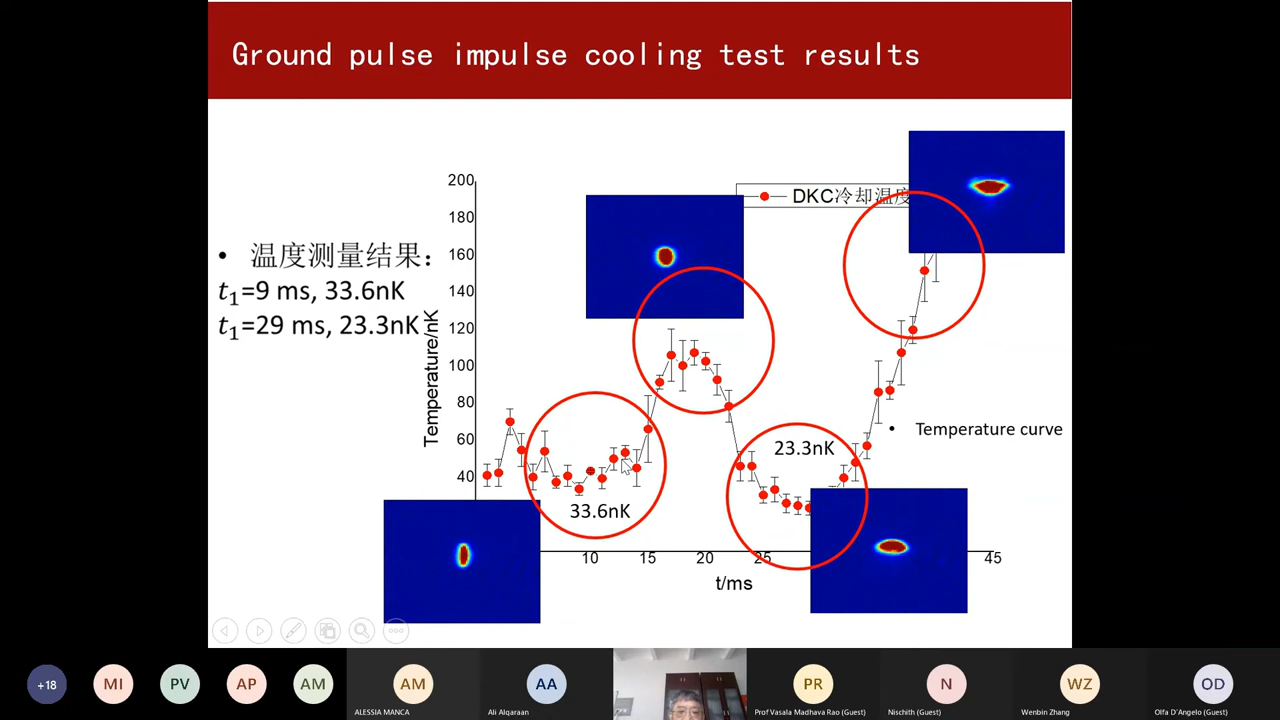 Ground pulse impulse cooling test results
• 温度测量结果：
t₁=9 ms, 33.6nK
t₁=29 ms, 23.3nK
DKC冷却温度
200
180
160
140
120
100
80
60
40
Temperature/nK
33.6nK
23.3nK
• Temperature curve
10
15
20
25
45
t/ms
+18
MI
PV
AP
AM
AM
ALESSIA MANCA
AA
Ali Alqaraan
PR
Prof Vasala Madhava Rao (Guest)
N
Nischith (Guest)
WZ
Wenbin Zhang
OD
Olfa D'Angelo (Guest)